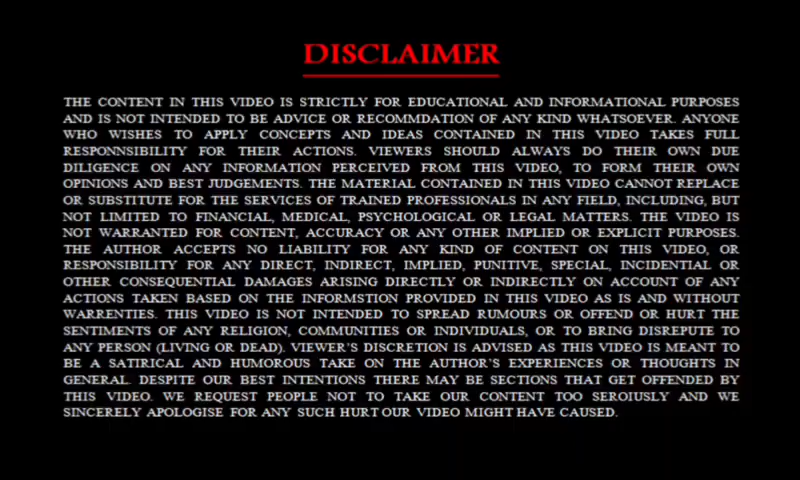 DISCLAIMER
THE CONTENT IN THIS VIDEO IS STRICTLY FOR EDUCATIONAL AND INFORMATIONAL PURPOSES
AND IS NOT INTENDED TO BE ADVICE OR RECOMMDATION OF ANY KIND WHATSOEVER. ANYONE
WHO WISHES TO APPLY CONCEPTS AND IDEAS CONTAINED IN THIS VIDEO TAKES FULL
RESPONNSIBILITY FOR THEIR ACTIONS. VIEWERS SHOULD ALWAYS DO THEIR OWN DUE
DILIGENCE ON ANY INFORMATION PERCEIVED FROM THIS VIDEO, TO FORM THEIR OWN
OPINIONS AND BEST JUDGEMENTS. THE MATERIAL CONTAINED IN THIS VIDEO CANNOT REPLACE
OR SUBSTITUTE FOR THE SERVICES OF TRAINED PROFESSIONALS IN ANY FIELD, INCLUDING, BUT
NOT LIMITED TO FINANCIAL, MEDICAL, PSYCHOLOGICAL OR LEGAL MATTERS. THE VIDEO IS
NOT WARRANTED FOR CONTENT, ACCURACY OR ANY OTHER IMPLIED OR EXPLICIT PURPOSES.
THE AUTHOR ACCEPTS NO LIABILITY FOR ANY KIND OF CONTENT ON THIS VIDEO, OR
RESPONSIBILITY FOR ANY DIRECT, INDIRECT, IMPLIED, PUNITIVE, SPECIAL, INCIDENTIAL OR
OTHER CONSEQUENTIAL DAMAGES ARISING DIRECTLY OR INDIRECTLY ON ACCOUNT OF ANY
ACTIONS TAKEN BASED ON THE INFORMSTION PROVIDED IN THIS VIDEO AS IS AND WITHOUT
WARRENTIES. THIS VIDEO IS NOT INTENDED TO SPREAD RUMOURS OR OFFEND OR HURT THE
SENTIMENTS OF ANY RELIGION, COMMUNITIES OR INDIVIDUALS, OR TO BRING DISREPUTE TO
ANY PERSON (LIVING OR DEAD). VIEWER'S DISCRETION IS ADVISED AS THIS VIDEO IS MEANT TO
BE A SATIRICAL AND HUMOROUS TAKE ON THE AUTHOR'S EXPERIENCES OR THOUGHTS IN
GENERAL. DESPITE OUR BEST INTENTIONS THERE MAY BE SECTIONS THAT GET OFFENDED BY
THIS VIDEO. WE REQUEST PEOPLE NOT TO TAKE OUR CONTENT TOO SEROIUSLY AND WE
SINCERELY APOLOGISE FOR ANY SUCH HURT OUR VIDEO MIGHT HAVE CAUSED.